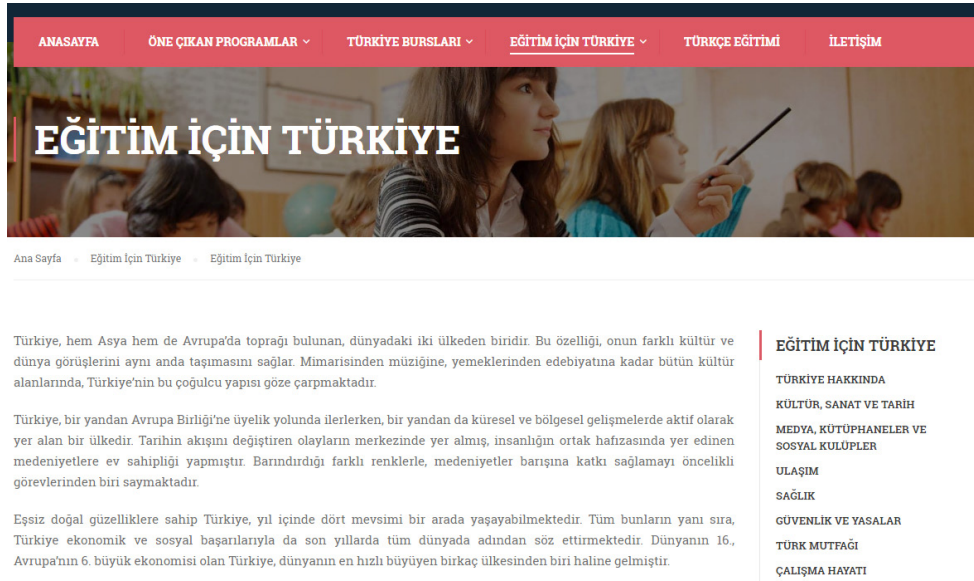 ANASAYFA ÖNE ÇIKAN PROGRAMLAR TÜRKİYE BURSLARI EĞİTİM İÇİN TÜRKİYE TÜRKÇE EĞİTİMİ İLETİŞİM
EĞİTİM İÇİN TÜRKİYE
Ana Sayfa Eğitim İçin Türkiye Eğitim İçin Türkiye
Türkiye, hem Asya hem de Avrupa'da toprağı bulunan, dünyadaki iki ülkeden biridir. Bu özelliği, onun farklı kültür ve
dünya görüşlerini aynı anda taşımasını sağlar. Mimarisinden müziğine, yemeklerinden edebiyatına kadar bütün kültür
alanlarında, Türkiye'nin bu çoğulcu yapısı göze çarpmaktadır.
Türkiye, bir yandan Avrupa Birliği'ne üyelik yolunda ilerlerken, bir yandan da küresel ve bölgesel gelişmelerde aktif olarak
yer alan bir ülkedir. Tarihin akışını değiştiren olayların merkezinde yer almış, insanlığın ortak hafızasında yer edinen
medeniyetlere ev sahipliği yapmıştır. Barındırdığı farklı renklerle, medeniyetler barışına katkı sağlamayı öncelikli
görevlerinden biri saymaktadır.
Eşsiz doğal güzelliklere sahip Türkiye, yıl içinde dört mevsimi bir arada yaşayabilmektedir. Tüm bunların yanı sıra,
Türkiye ekonomik ve sosyal başarılarıyla da son yıllarda tüm dünyada adından söz ettirmektedir. Dünyanın 16.,
Avrupa'nın 6. büyük ekonomisi olan Türkiye, dünyanın en hızlı büyüyen birkaç ülkesinden biri haline gelmiştir.
EĞİTİM İÇİN TÜRKİYE
TÜRKİYE HAKKINDA
KÜLTÜR, SANAT VE TARİH
MEDYA, KÜTÜPHANELER VE
SOSYAL KULÜPLER
ULAŞIM
SAĞLIK
GÜVENLİK VE YASALAR
TÜRK MUTFAĞI
ÇALIŞMA HAYATI